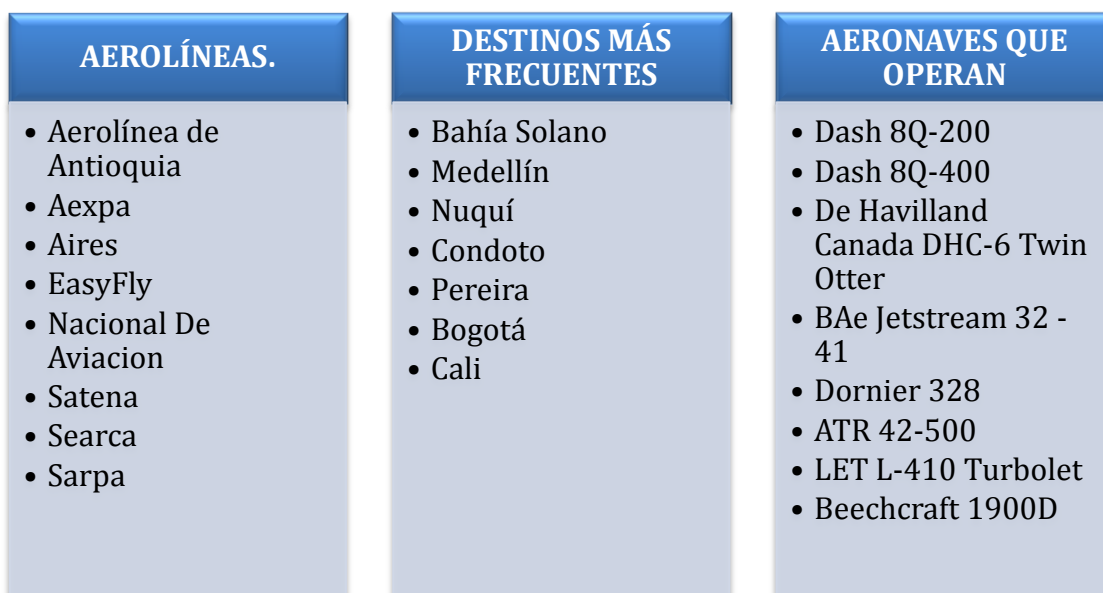 AEROLÍNEAS.
• Aerolínea de
Antioquia
• Aexpa
• Aires
• EasyFly
• Nacional De
Aviacion
• Satena
• Searca
• Sarpa
DESTINOS MÁS
FRECUENTES
• Bahía Solano
• Medellín
• Nuquí
• Condoto
• Pereira
• Bogotá
• Cali
AERONAVES QUE
OPERAN
• Dash 8Q-200
• Dash 8Q-400
• De Havilland
Canada DHC-6 Twin
Otter
• BAe Jetstream 32 -
41
• Dornier 328
• ATR 42-500
• LET L-410 Turbolet
• Beechcraft 1900D